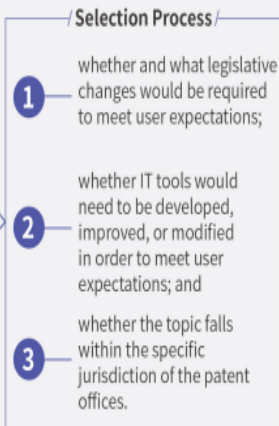 Selection Process
1
whether and what legislative
changes would be required
to meet user expectations;
2
whether IT tools would
need to be developed,
improved, or modified
in order to meet user
expectations; and
3
whether the topic falls
within the specific
jurisdiction of the patent
offices.